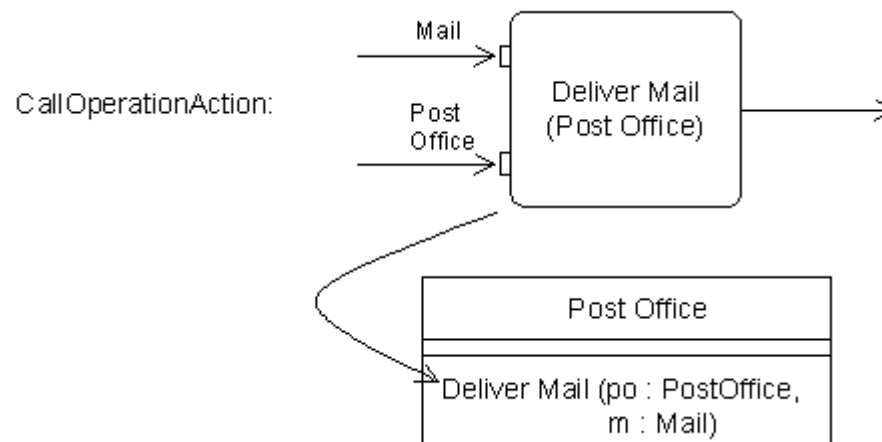 Mail
CallOperationAction:
Post
Office
Deliver Mail
(Post Office)
Post Office
Deliver Mail (po : PostOffice,
m : Mail)